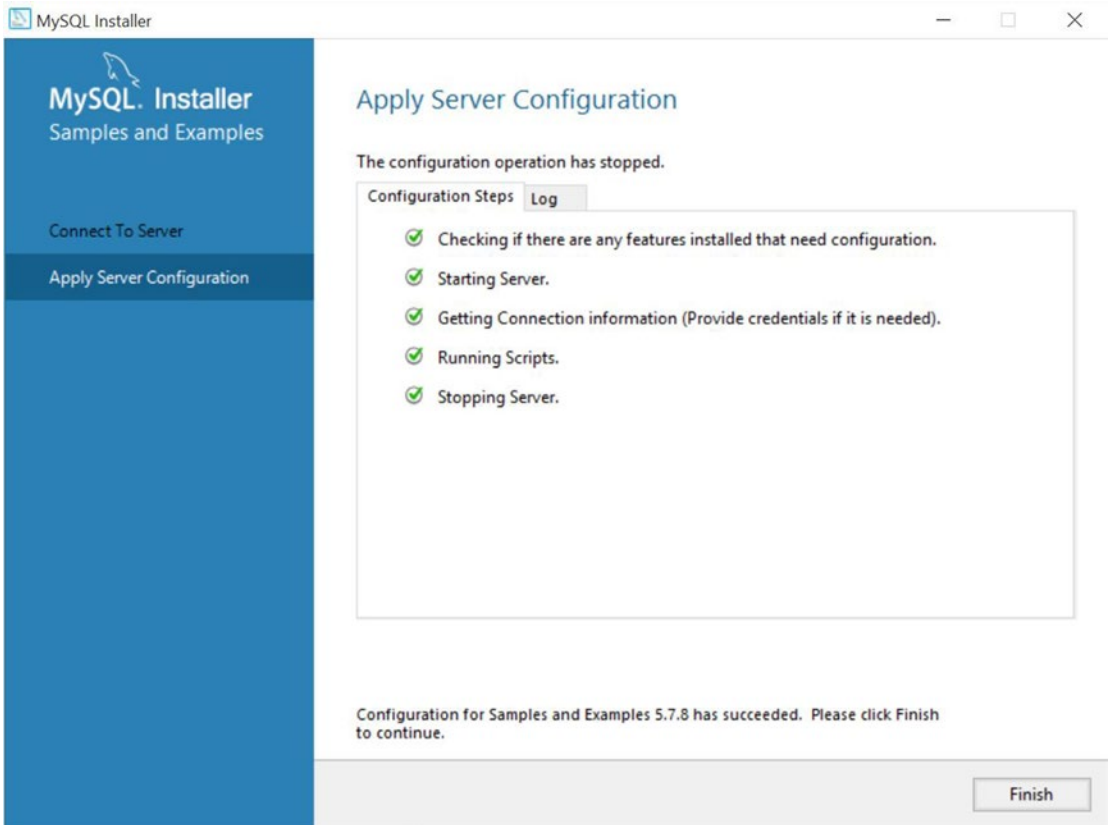 MySQL Installer
MySQL. Installer
Samples and Examples
Connect To Server
Apply Server Configuration
Apply Server Configuration
The configuration operation has stopped.
Configuration Steps Log
Checking if there are any features installed that need configuration.
Starting Server.
Getting Connection information (Provide credentials if it is needed).
Running Scripts.
Stopping Server.
Configuration for Samples and Examples 5.7.8 has succeeded. Please click Finish
to continue.
Finish